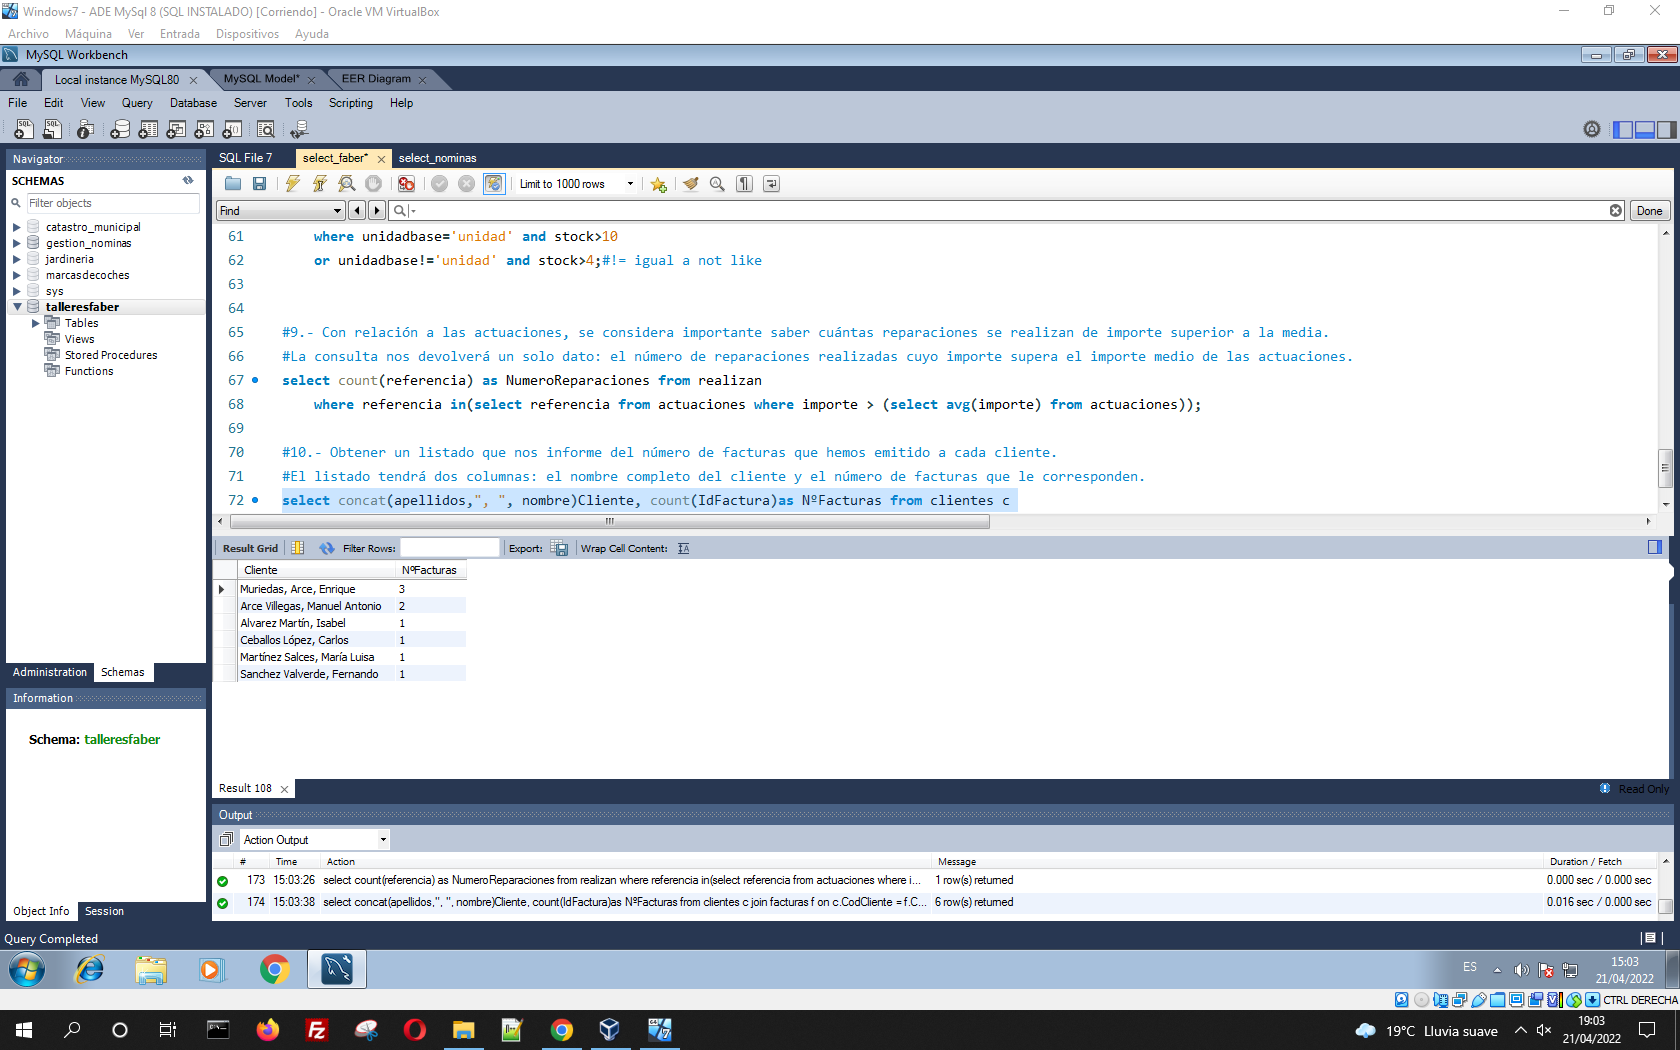 Windows7 - ADE MySql 8 (SQL INSTALADO) [Corriendo] - Oracle VM VirtualBox
Archivo Máquina Ver Entrada Dispositivos Ayuda
MySQL Workbench
Local instance MySQL80 MySQL Model* EER Diagram
File Edit View Query Database Server Tools Scripting Help
Navigator
SCHEMAS
Filter objects
catastro_municipal
gestion_nominas
jardineria
marcasdecoches
sys
talleresfaber
Tables
Views
Stored Procedures
Functions
Administration Schemas
Information
Schema: talleresfaber
Object Info Session
Query Completed
SQL File 7 select_faber* select_nominas
Limit to 1000 rows
Find Done
61 where unidadbase='unidad' and stock>10
62 or unidadbase!='unidad' and stock>4;#!= igual a not like
63
64
65 #9.- Con relación a las actuaciones, se considera importante saber cuántas reparaciones se realizan de importe superior a la media.
66 #La consulta nos devolverá un solo dato: el número de reparaciones realizadas cuyo importe supera el importe medio de las actuaciones.
67 select count(referencia) as NumeroReparaciones from realizan
68 where referencia in(select referencia from actuaciones where importe > (select avg(importe) from actuaciones));
69
70 #10.- Obtener un listado que nos informe del número de facturas que hemos emitido a cada cliente.
71 #El listado tendrá dos columnas: el nombre completo del cliente y el número de facturas que le corresponden.
72 select concat(apellidos,", ", nombre)Cliente, count(IdFactura)as NºFacturas from clientes c
Result Grid Filter Rows: Export: Wrap Cell Content:
Cliente NºFacturas
Muriedas, Arce, Enrique 3
Arce Villegas, Manuel Antonio 2
Alvarez Martín, Isabel 1
Ceballos López, Carlos 1
Martínez Salces, María Luisa 1
Sanchez Valverde, Fernando 1
Result 108 Read Only
Output
Action Output
# Time Action Message Duration / Fetch
173 15:03:26 select count(referencia) as NumeroReparaciones from realizan where referencia in(select referencia from actuaciones where i... 1 row(s) returned 0.000 sec / 0.000 sec
174 15:03:38 select concat(apellidos,", ", nombre)Cliente, count(IdFactura)as NºFacturas from clientes c join facturas f on c.CodCliente = f.C... 6 row(s) returned 0.016 sec / 0.000 sec
ES 15:03
21/04/2022
CTRL DERECHA
19°C Lluvia suave 19:03
21/04/2022